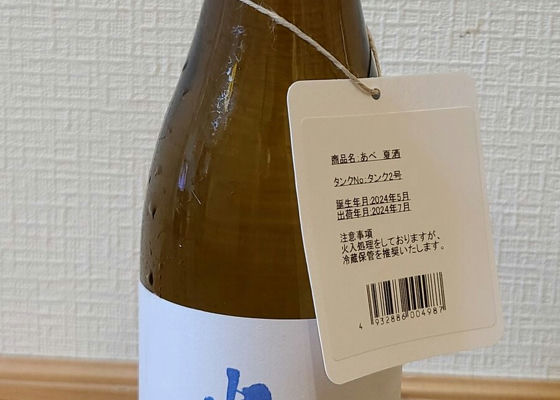 商品名:あべ 夏酒
タンクNo:タンク2号
誕生年月2024年5月
出荷年月2024年7月
注意事項
火入処理をしておりますが、
冷蔵保管を推奨いたします。
4 932886 004987